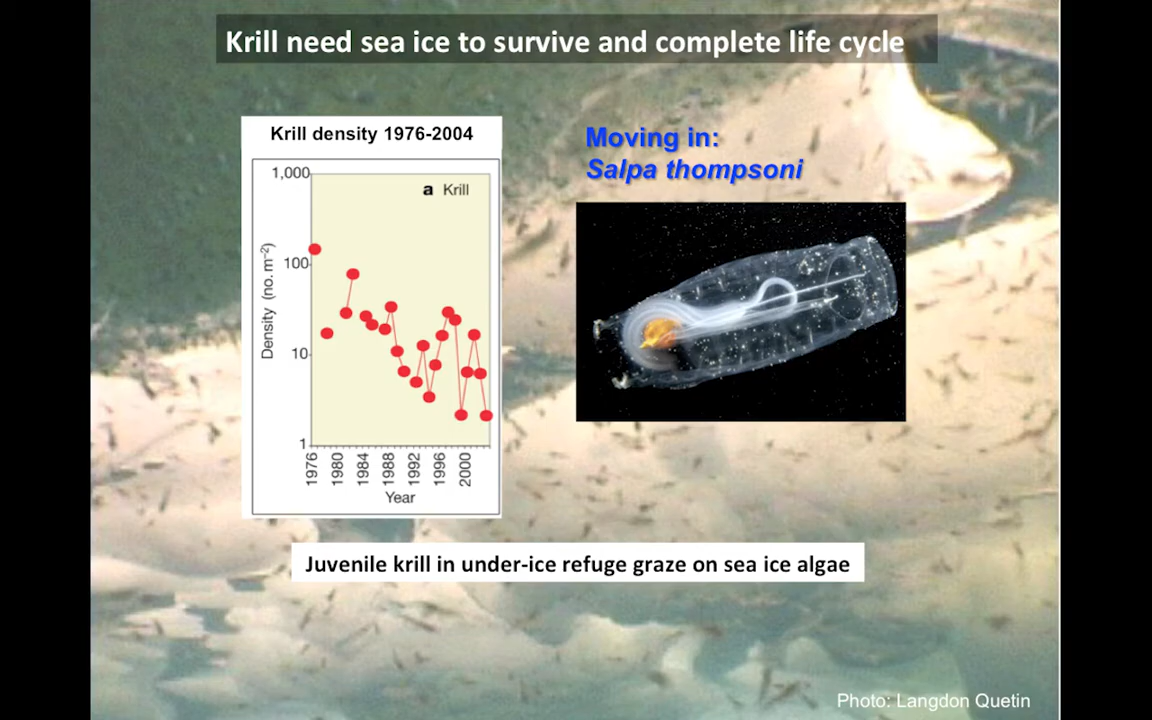 Krill need sea ice to survive and complete life cycle
Krill density 1976-2004
Moving in:
Salpa thompsoni
1,000
a Krill
100
10
1
Density (no. m⁻²)
1976
1980
1984
1988
1992
1996
2000
Year
Juvenile krill in under-ice refuge graze on sea ice algae
Photo: Langdon Quetin